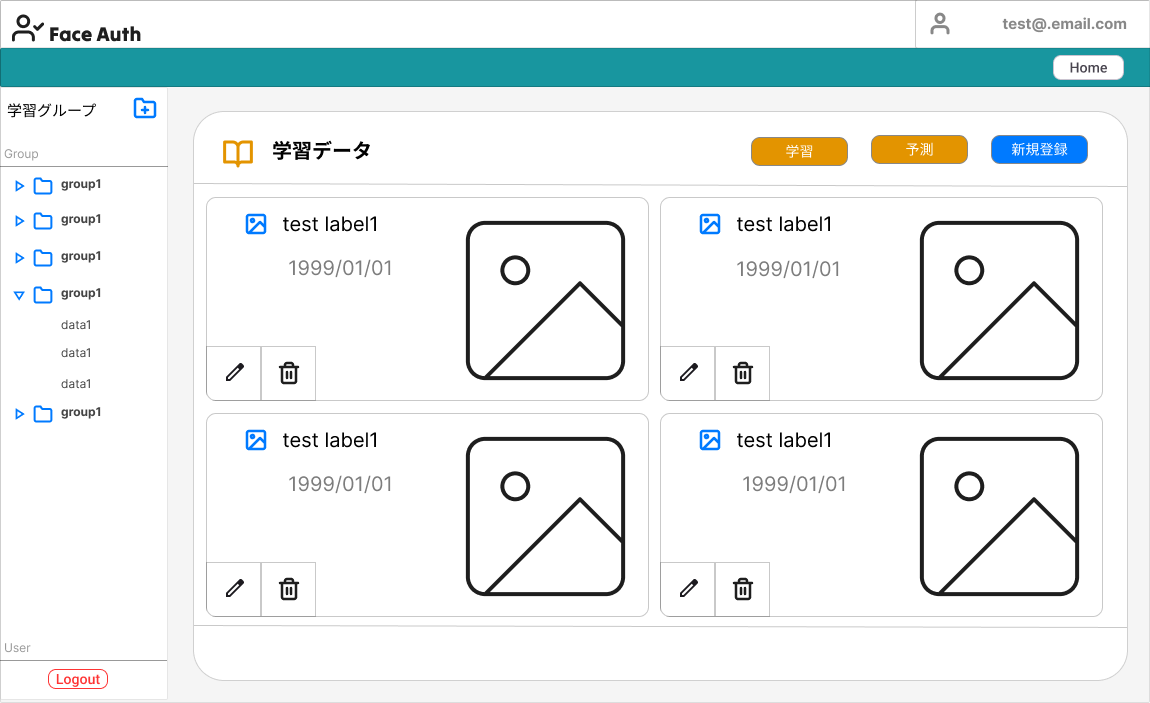 Face Auth
test@.email.com
Home
学習グループ
Group
group1
group1
group1
group1
data1
data1
data1
group1
User
Logout
学習データ
学習
予測
新規登録
test label1
1999/01/01
test label1
1999/01/01
test label1
1999/01/01
test label1
1999/01/01